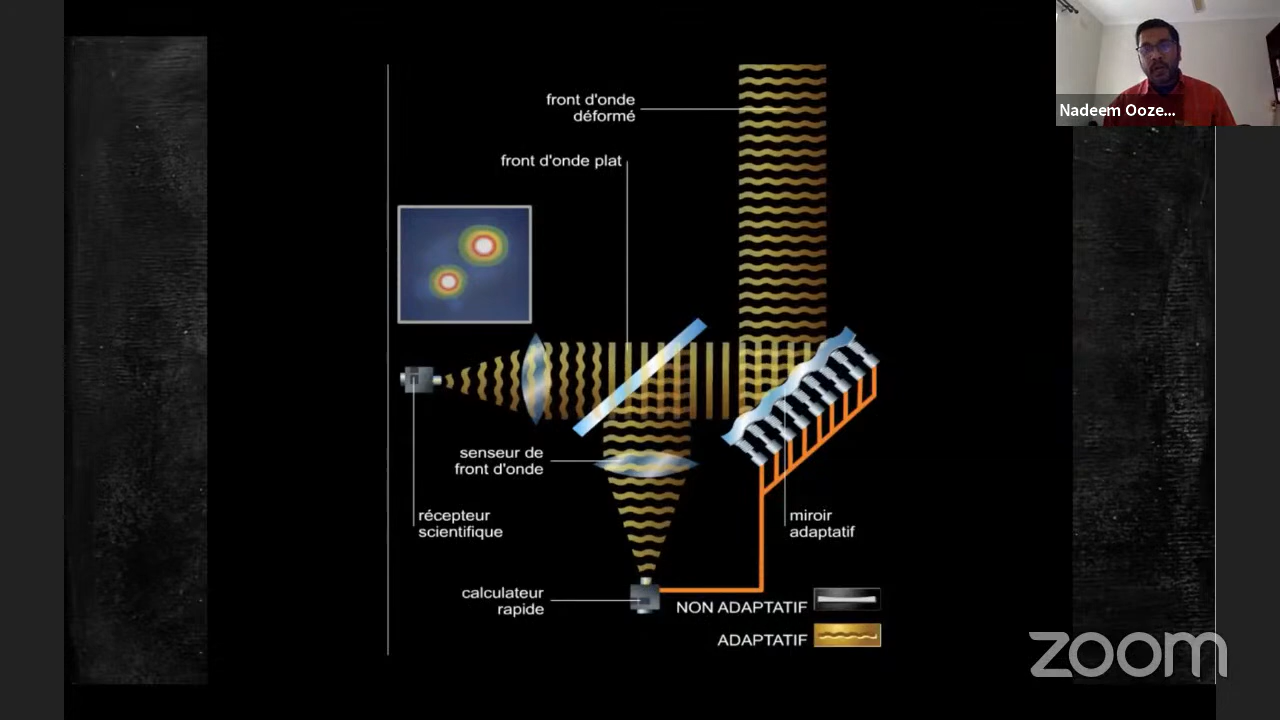 front d'onde
déformé
front d'onde plat
senseur de
front d'onde
récepteur
scientifique
miroir
adaptatif
calculateur
rapide
NON ADAPTATIF
ADAPTATIF
Nadeem Ooze...
zoom